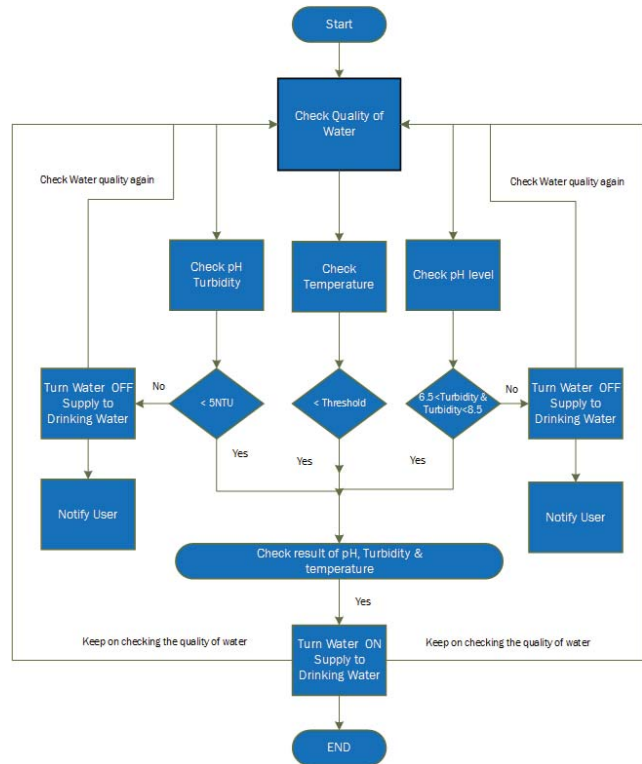 Start
Check Quality of
Water
Check Water quality again
Check Water quality again
Check pH
Turbidity
Check
Temperature
Check pH level
Turn Water OFF
Supply to
Drinking Water
No
< 5NTU
< Threshold
6.5<Turbidity &
Turbidity<8.5
No
Turn Water OFF
Supply to
Drinking Water
Yes
Yes
Yes
Notify User
Notify User
Check result of pH, Turbidity &
temperature
Yes
Keep on checking the quality of water
Turn Water ON
Supply to
Drinking Water
Keep on checking the quality of water
END